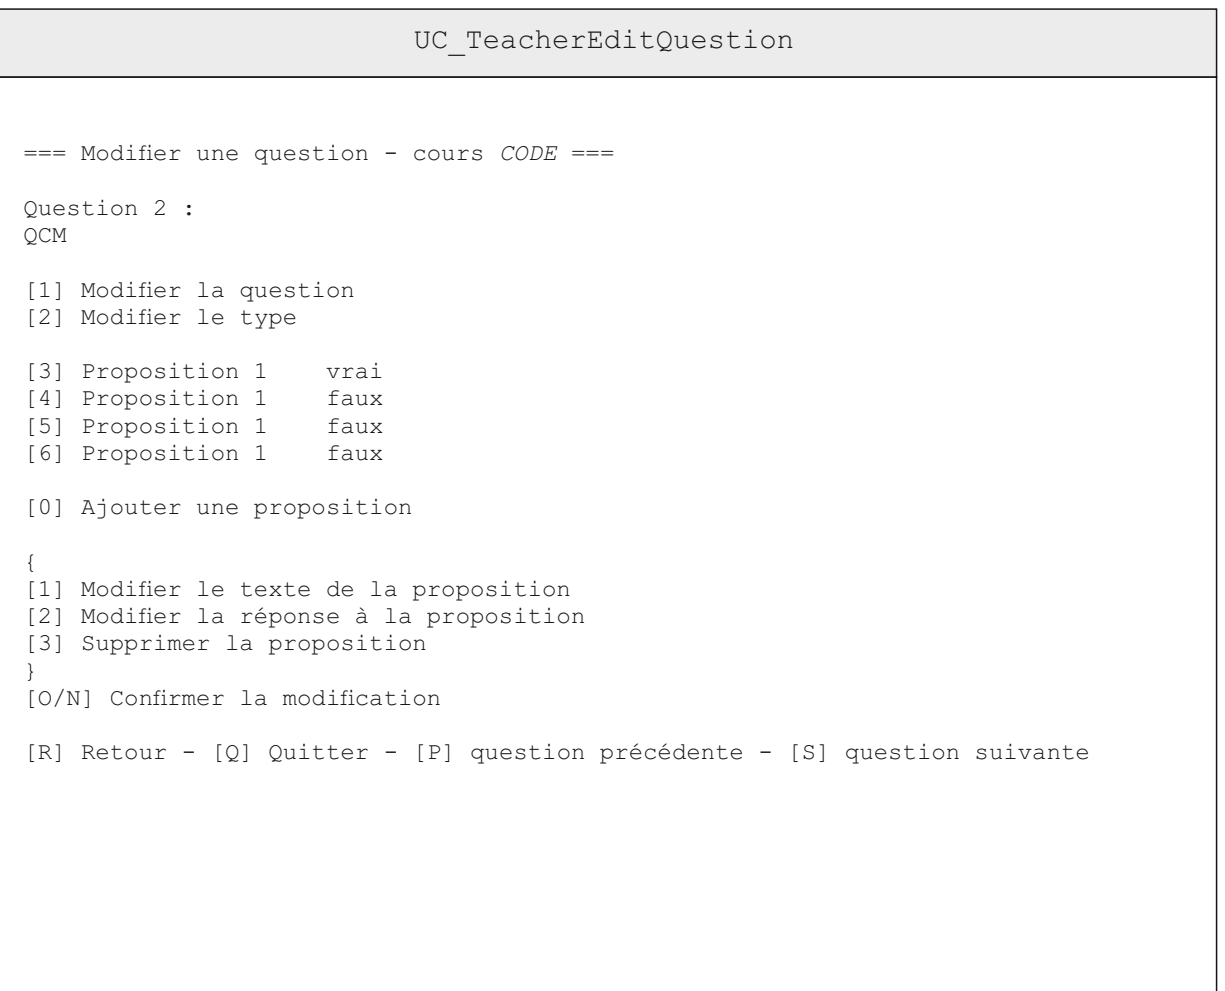 UC_TeacherEditQuestion
=== Modifier une question - cours CODE ===
Question 2 :
QCM
[1] Modifier la question
[2] Modifier le type
[3] Proposition 1    vrai
[4] Proposition 1    faux
[5] Proposition 1    faux
[6] Proposition 1    faux
[0] Ajouter une proposition
{
[1] Modifier le texte de la proposition
[2] Modifier la réponse à la proposition
[3] Supprimer la proposition
}
[O/N] Confirmer la modification
[R] Retour - [Q] Quitter - [P] question précédente - [S] question suivante